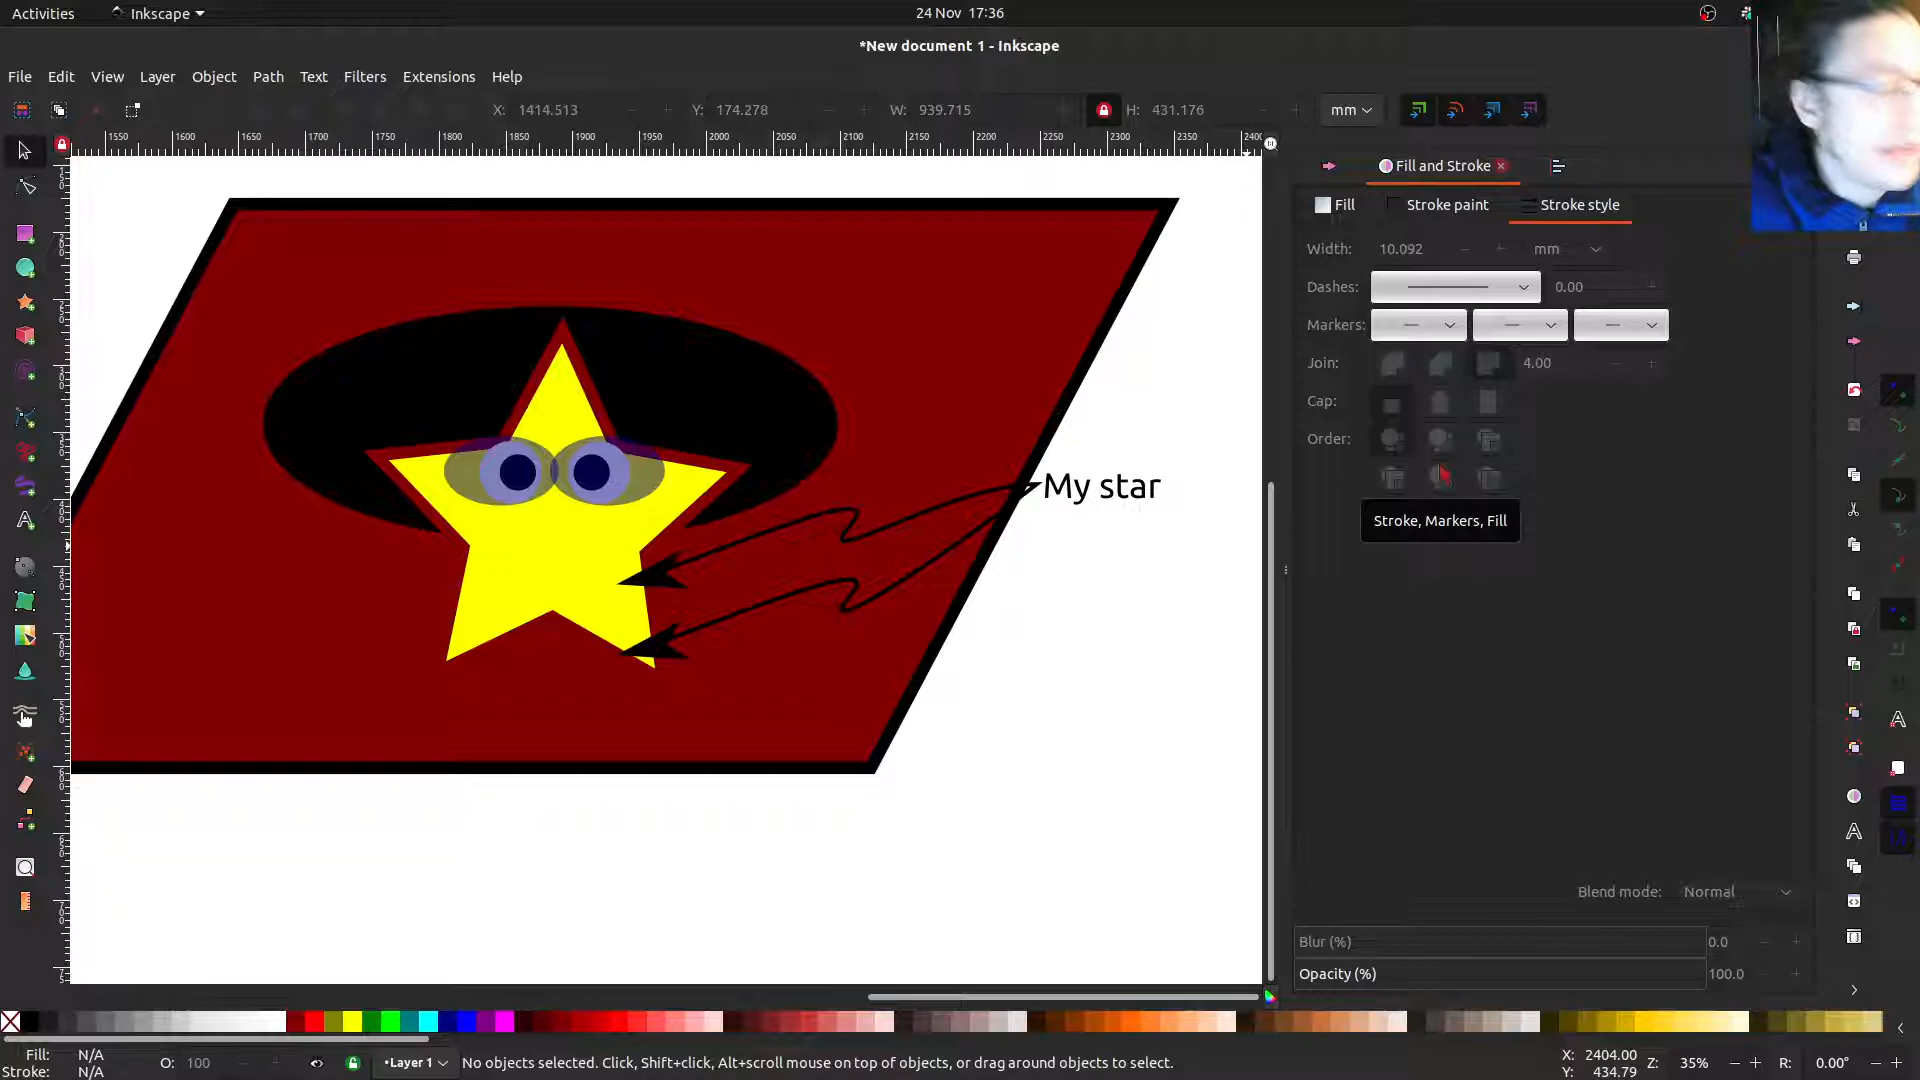 Activities Inkscape 24 Nov 17:36
*New document 1 - Inkscape
File Edit View Layer Object Path Text Filters Extensions Help
X: 1414.513 Y: 174.278 W: 939.715 H: 431.176 mm
1550 1600 1650 1700 1750 1800 1850 1900 1950 2000 2050 2100 2150 2200 2250 2300 2350 2400
Fill and Stroke
Fill Stroke paint Stroke style
Width: 10.092 mm
Dashes: 0.00
Markers:
Join: 4.00
Cap:
Order:
Stroke, Markers, Fill
My star
Blend mode: Normal
Blur (%) 0.0
Opacity (%) 100.0
Fill: N/A
Stroke: N/A
O: 100
•Layer 1
No objects selected. Click, Shift+click, Alt+scroll mouse on top of objects, or drag around objects to select.
X: 2404.00
Y: 434.79
Z: 35%
R: 0.00°